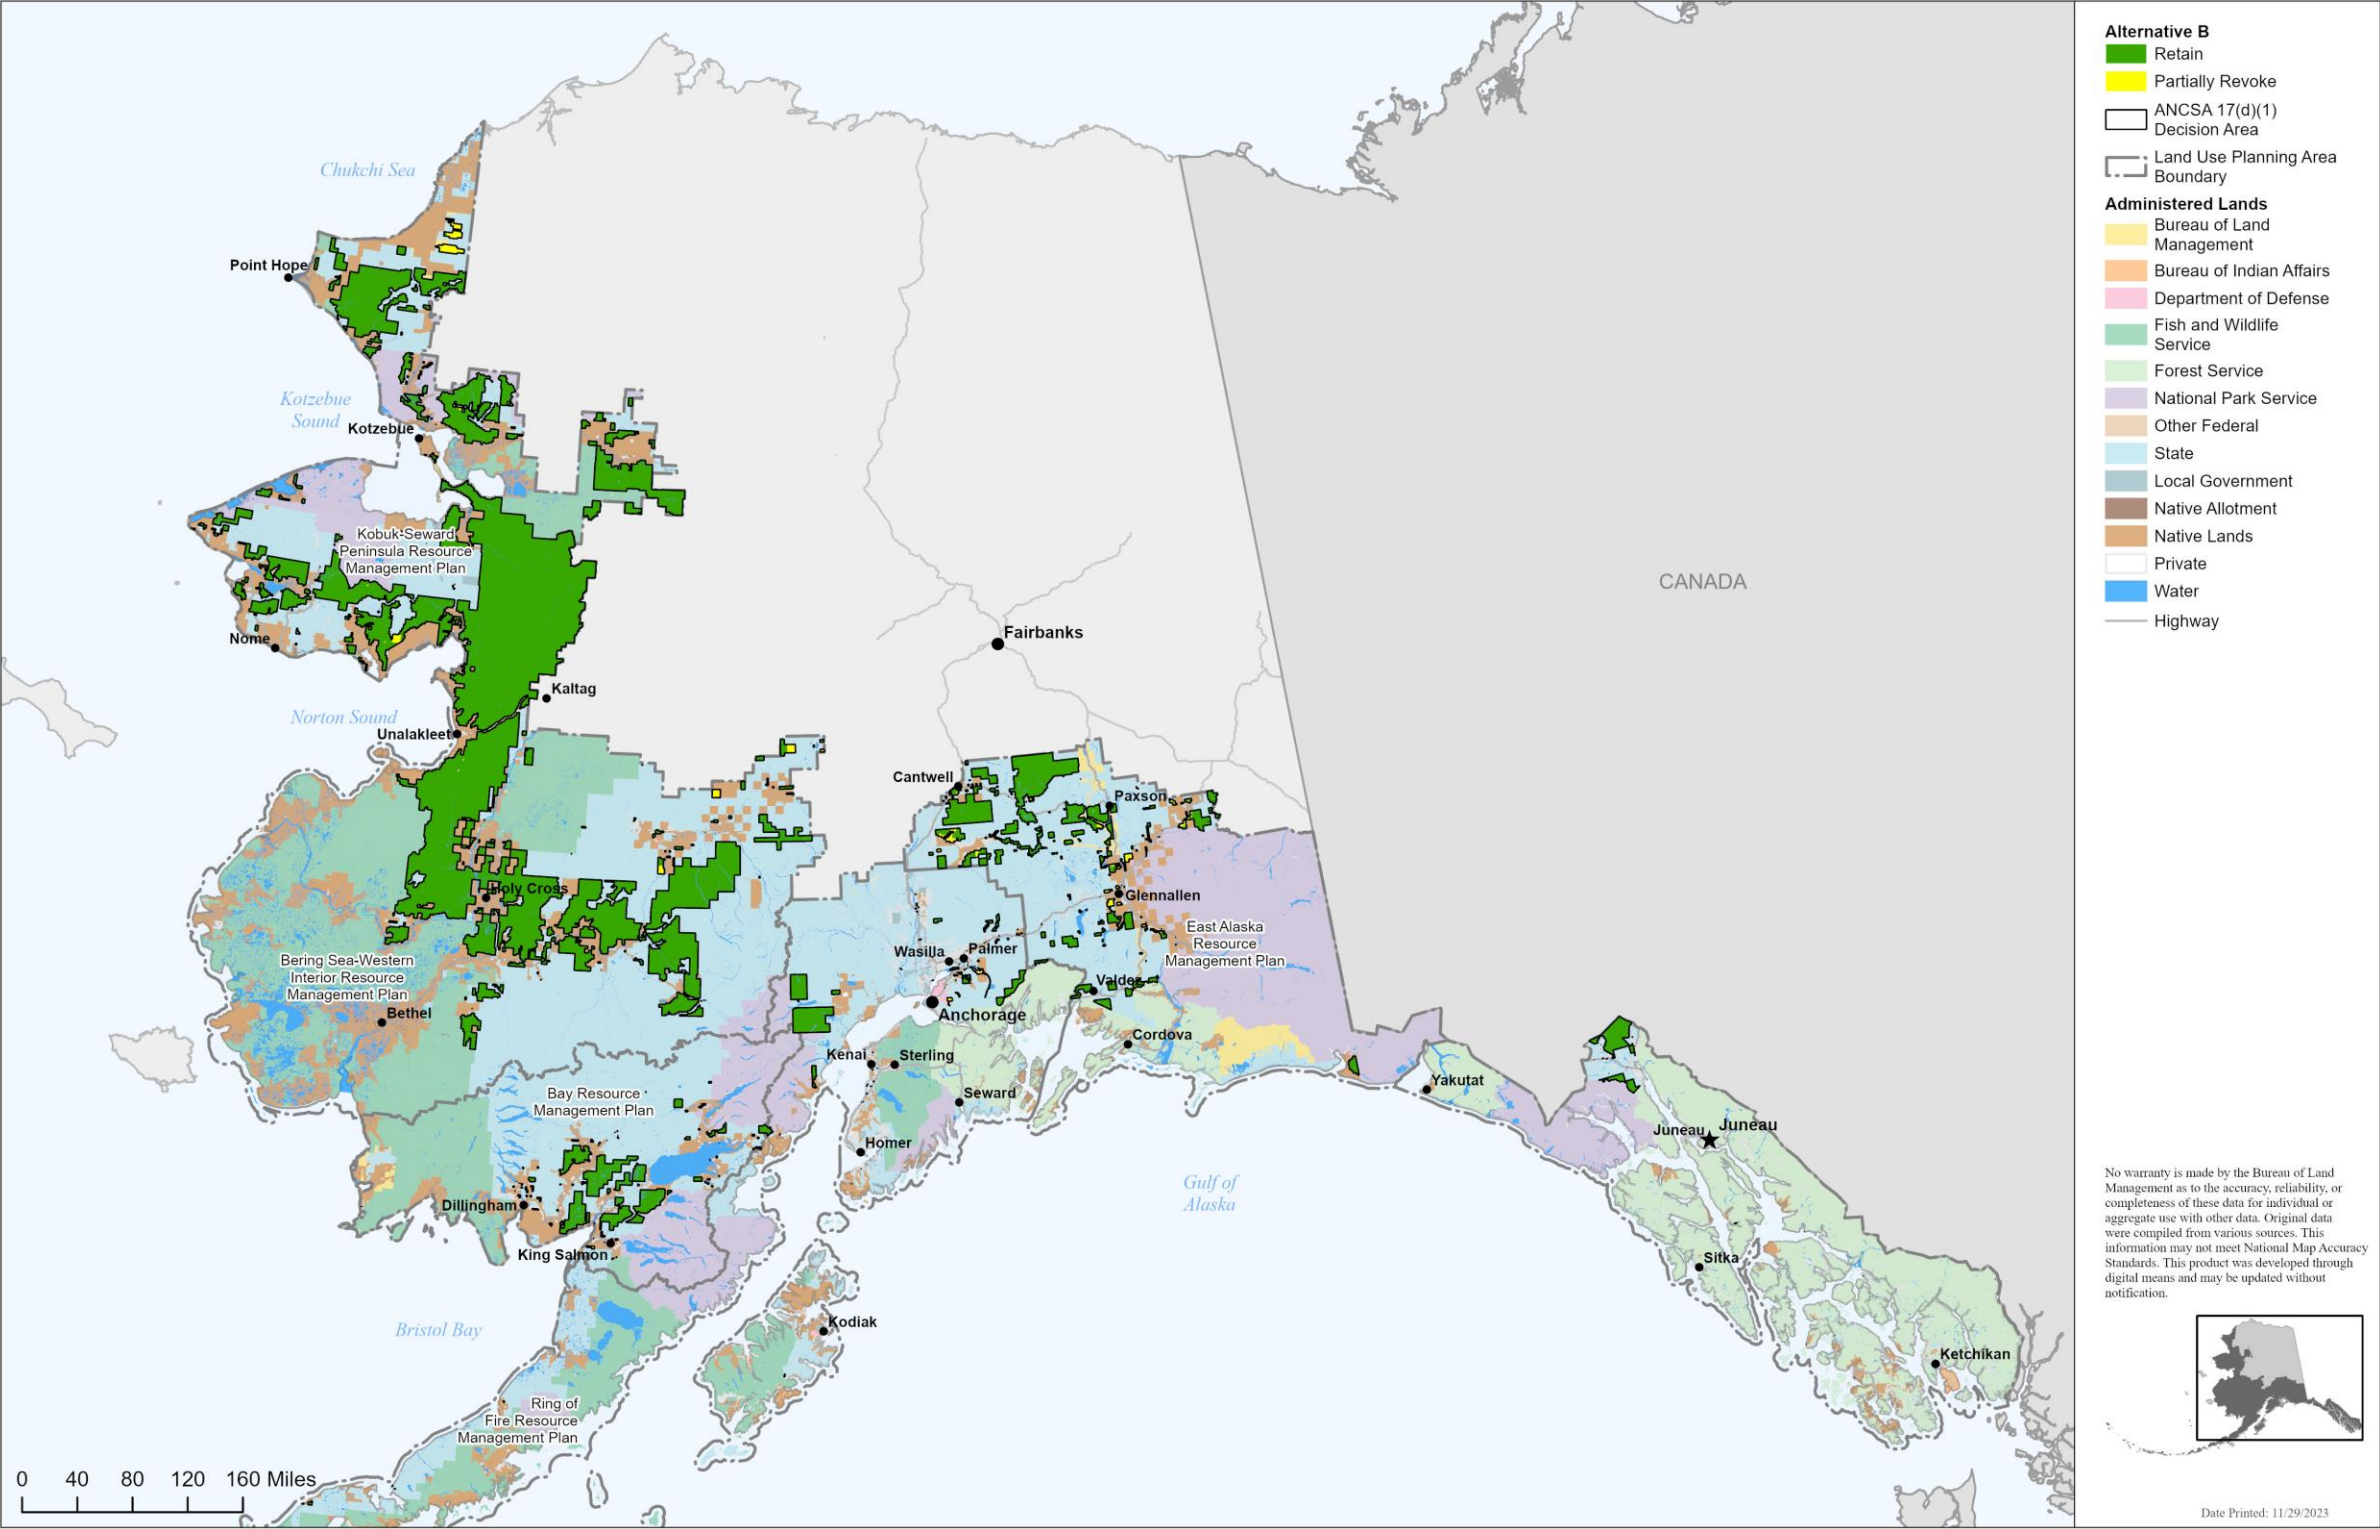 Chukchi Sea
Point Hope
Kotzebue
Sound
Kotzebue
Kobuk-Seward
Peninsula Resource
Management Plan
CANADA
Nome
Fairbanks
Kaltag
Norton Sound
Unalakleet
Cantwell
Paxson
Holy Cross
Glennallen
East Alaska
Resource
Management Plan
Wasilla
Palmer
Bering Sea-Western
Interior Resource
Management Plan
Valdez
Bethel
Anchorage
Cordova
Kenai
Sterling
Yakutat
Bay Resource
Management Plan
Seward
Juneau
Juneau
Homer
Gulf of
Alaska
Dillingham
King Salmon
Sitka
Bristol Bay
Kodiak
Ketchikan
Ring of
Fire Resource
Management Plan
0 40 80 120 160 Miles
Alternative B
Retain
Partially Revoke
ANCSA 17(d)(1)
Decision Area
Land Use Planning Area
Boundary
Administered Lands
Bureau of Land
Management
Bureau of Indian Affairs
Department of Defense
Fish and Wildlife
Service
Forest Service
National Park Service
Other Federal
State
Local Government
Native Allotment
Native Lands
Private
Water
Highway
No warranty is made by the Bureau of Land
Management as to the accuracy, reliability, or
completeness of these data for individual or
aggregate use with other data. Original data
were compiled from various sources. This
information may not meet National Map Accuracy
Standards. This product was developed through
digital means and may be updated without
notification.
Date Printed: 11/29/2023